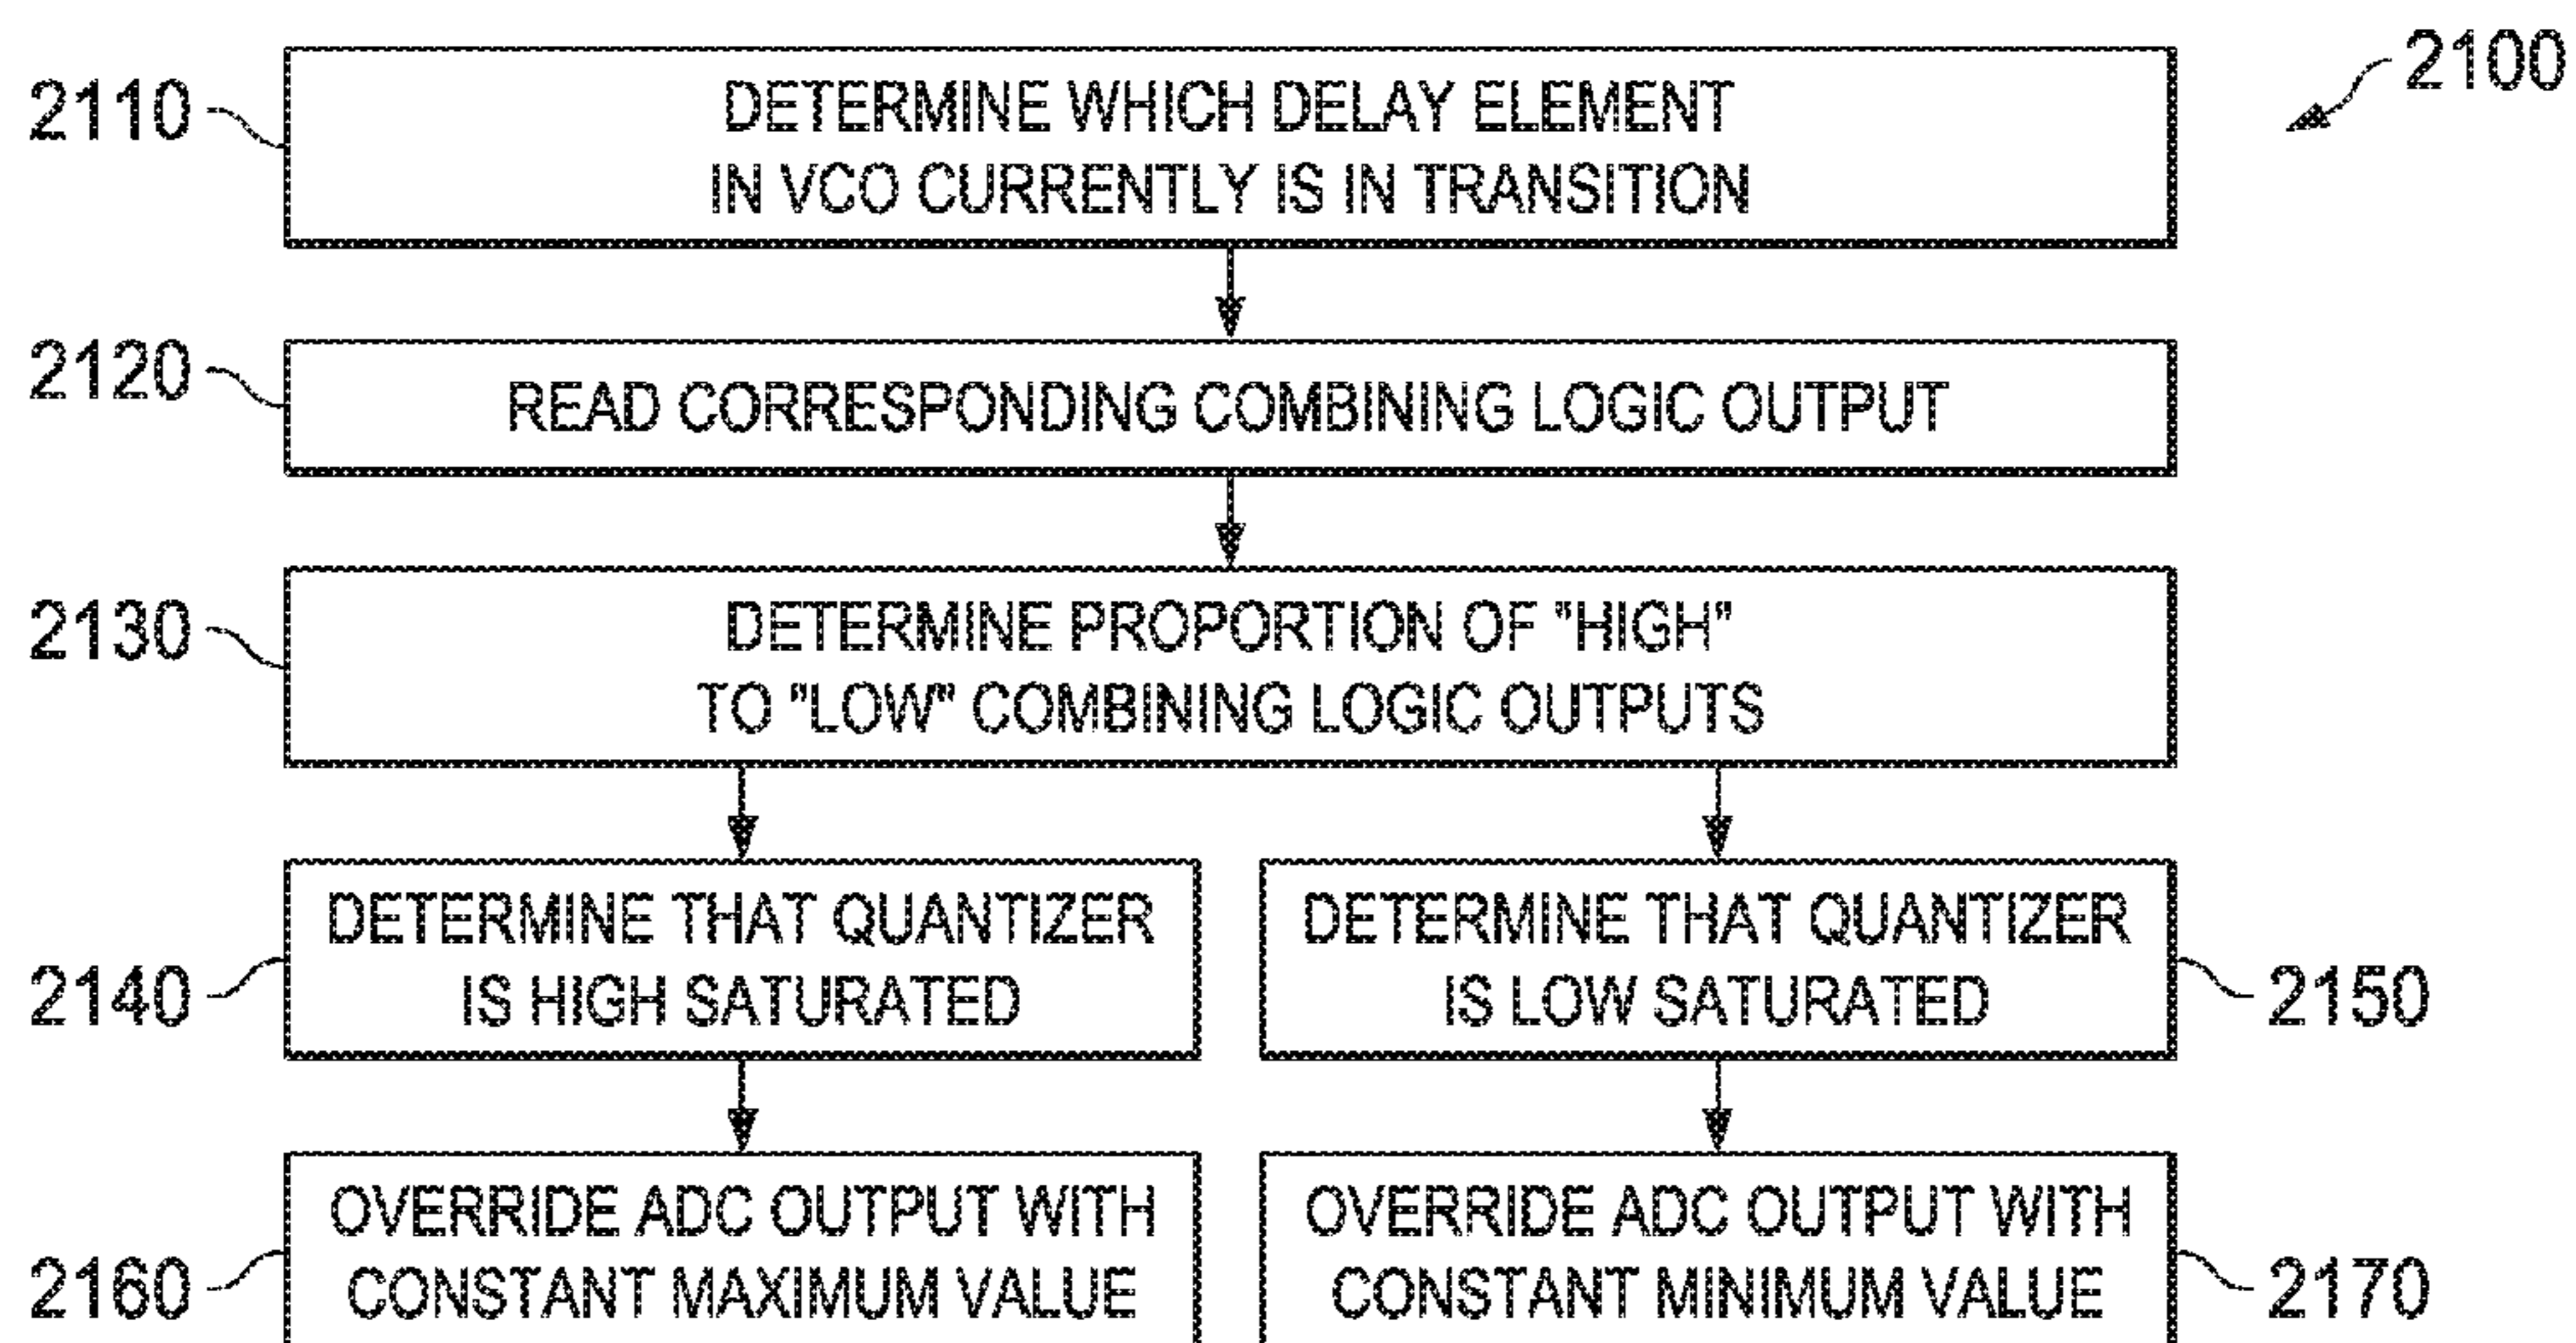 2100
2110
DETERMINE WHICH DELAY ELEMENT
IN VCO CURRENTLY IS IN TRANSITION
2120
READ CORRESPONDING COMBINING LOGIC OUTPUT
2130
DETERMINE PROPORTION OF "HIGH"
TO "LOW" COMBINING LOGIC OUTPUTS
2140
DETERMINE THAT QUANTIZER
IS HIGH SATURATED
DETERMINE THAT QUANTIZER
IS LOW SATURATED
2150
2160
OVERRIDE ADC OUTPUT WITH
CONSTANT MAXIMUM VALUE
OVERRIDE ADC OUTPUT WITH
CONSTANT MINIMUM VALUE
2170